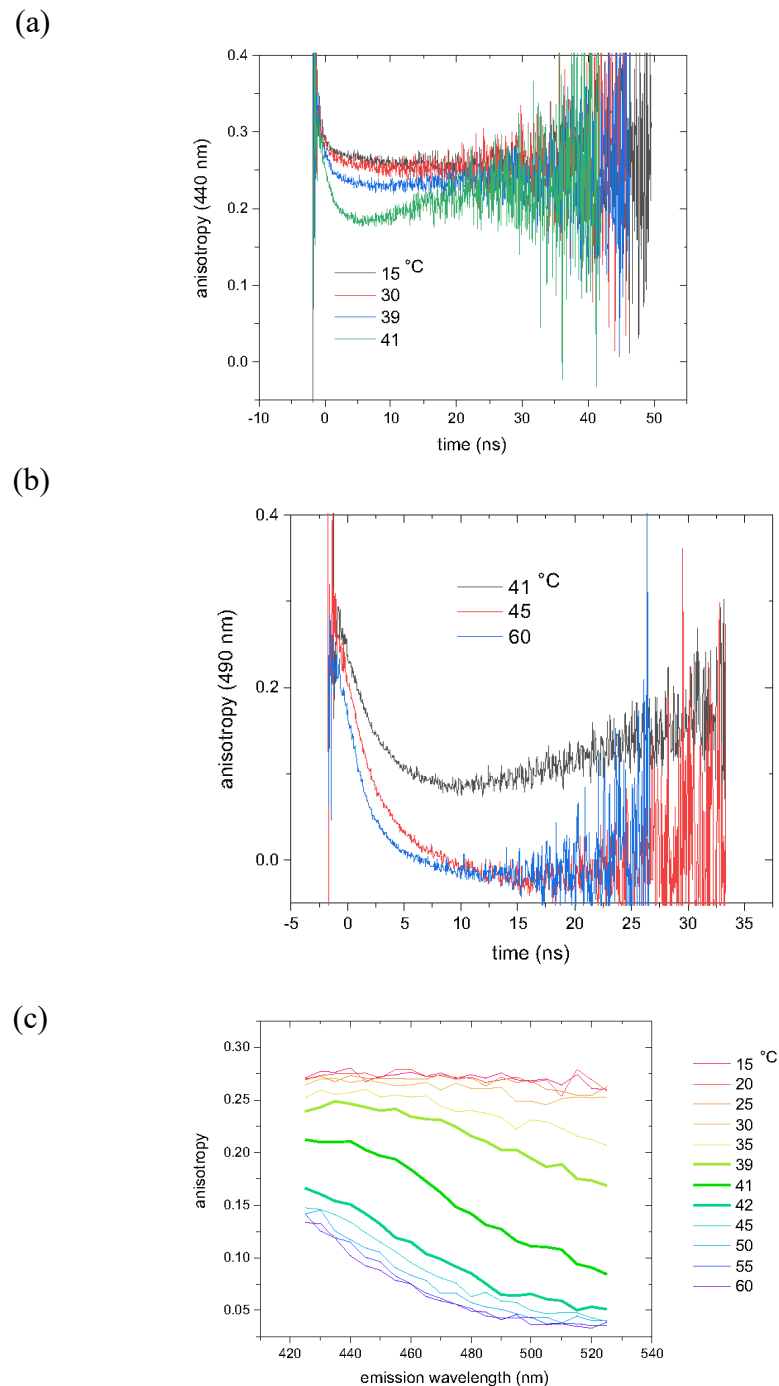 (a)
0.4
0.3
0.2
0.1
0.0
anisotropy (440 nm)
15 °C
30
39
41
-10 0 10 20 30 40 50
time (ns)
(b)
0.4
0.2
0.0
anisotropy (490 nm)
41 °C
45
60
-5 0 5 10 15 20 25 30 35
time (ns)
(c)
0.30
0.25
0.20
0.15
0.10
0.05
anisotropy
15 °C
20
25
30
35
39
41
42
45
50
55
60
420 440 460 480 500 520 540
emission wavelength (nm)